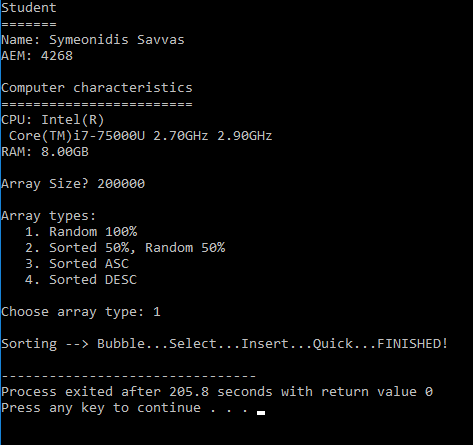 Student
=======
Name: Symeonidis Savvas
AEM: 4268
Computer characteristics
========================
CPU: Intel(R)
Core(TM)i7-75000U 2.70GHz 2.90GHz
RAM: 8.00GB
Array Size? 200000
Array types:
1. Random 100%
2. Sorted 50%, Random 50%
3. Sorted ASC
4. Sorted DESC
Choose array type: 1
Sorting --> Bubble...Select...Insert...Quick...FINISHED!
--------------------------------
Process exited after 205.8 seconds with return value 0
Press any key to continue . . .